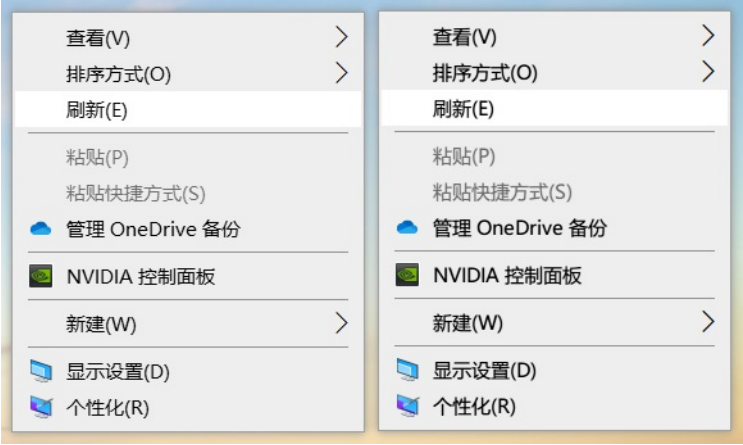 查看(V)
排序方式(O)
刷新(E)
粘贴(P)
粘贴快捷方式(S)
管理 OneDrive 备份
NVIDIA 控制面板
新建(W)
显示设置(D)
个性化(R)
查看(V)
排序方式(O)
刷新(E)
粘贴(P)
粘贴快捷方式(S)
管理 OneDrive 备份
NVIDIA 控制面板
新建(W)
显示设置(D)
个性化(R)